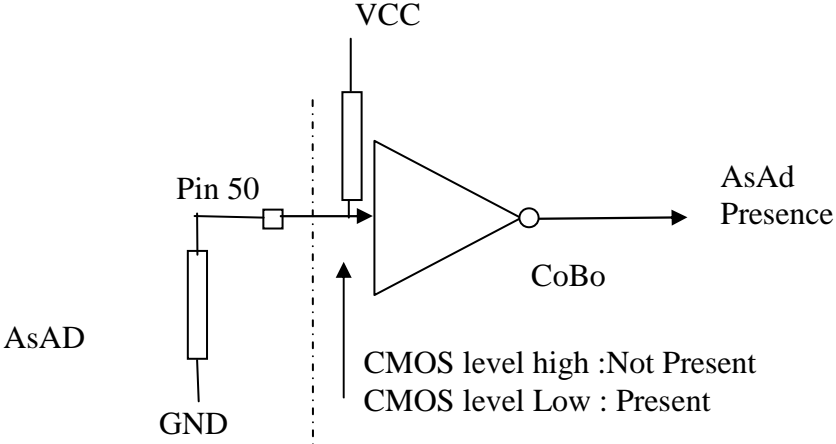 VCC
Pin 50
AsAd
Presence
CoBo
AsAD
CMOS level high :Not Present
CMOS level Low : Present
GND